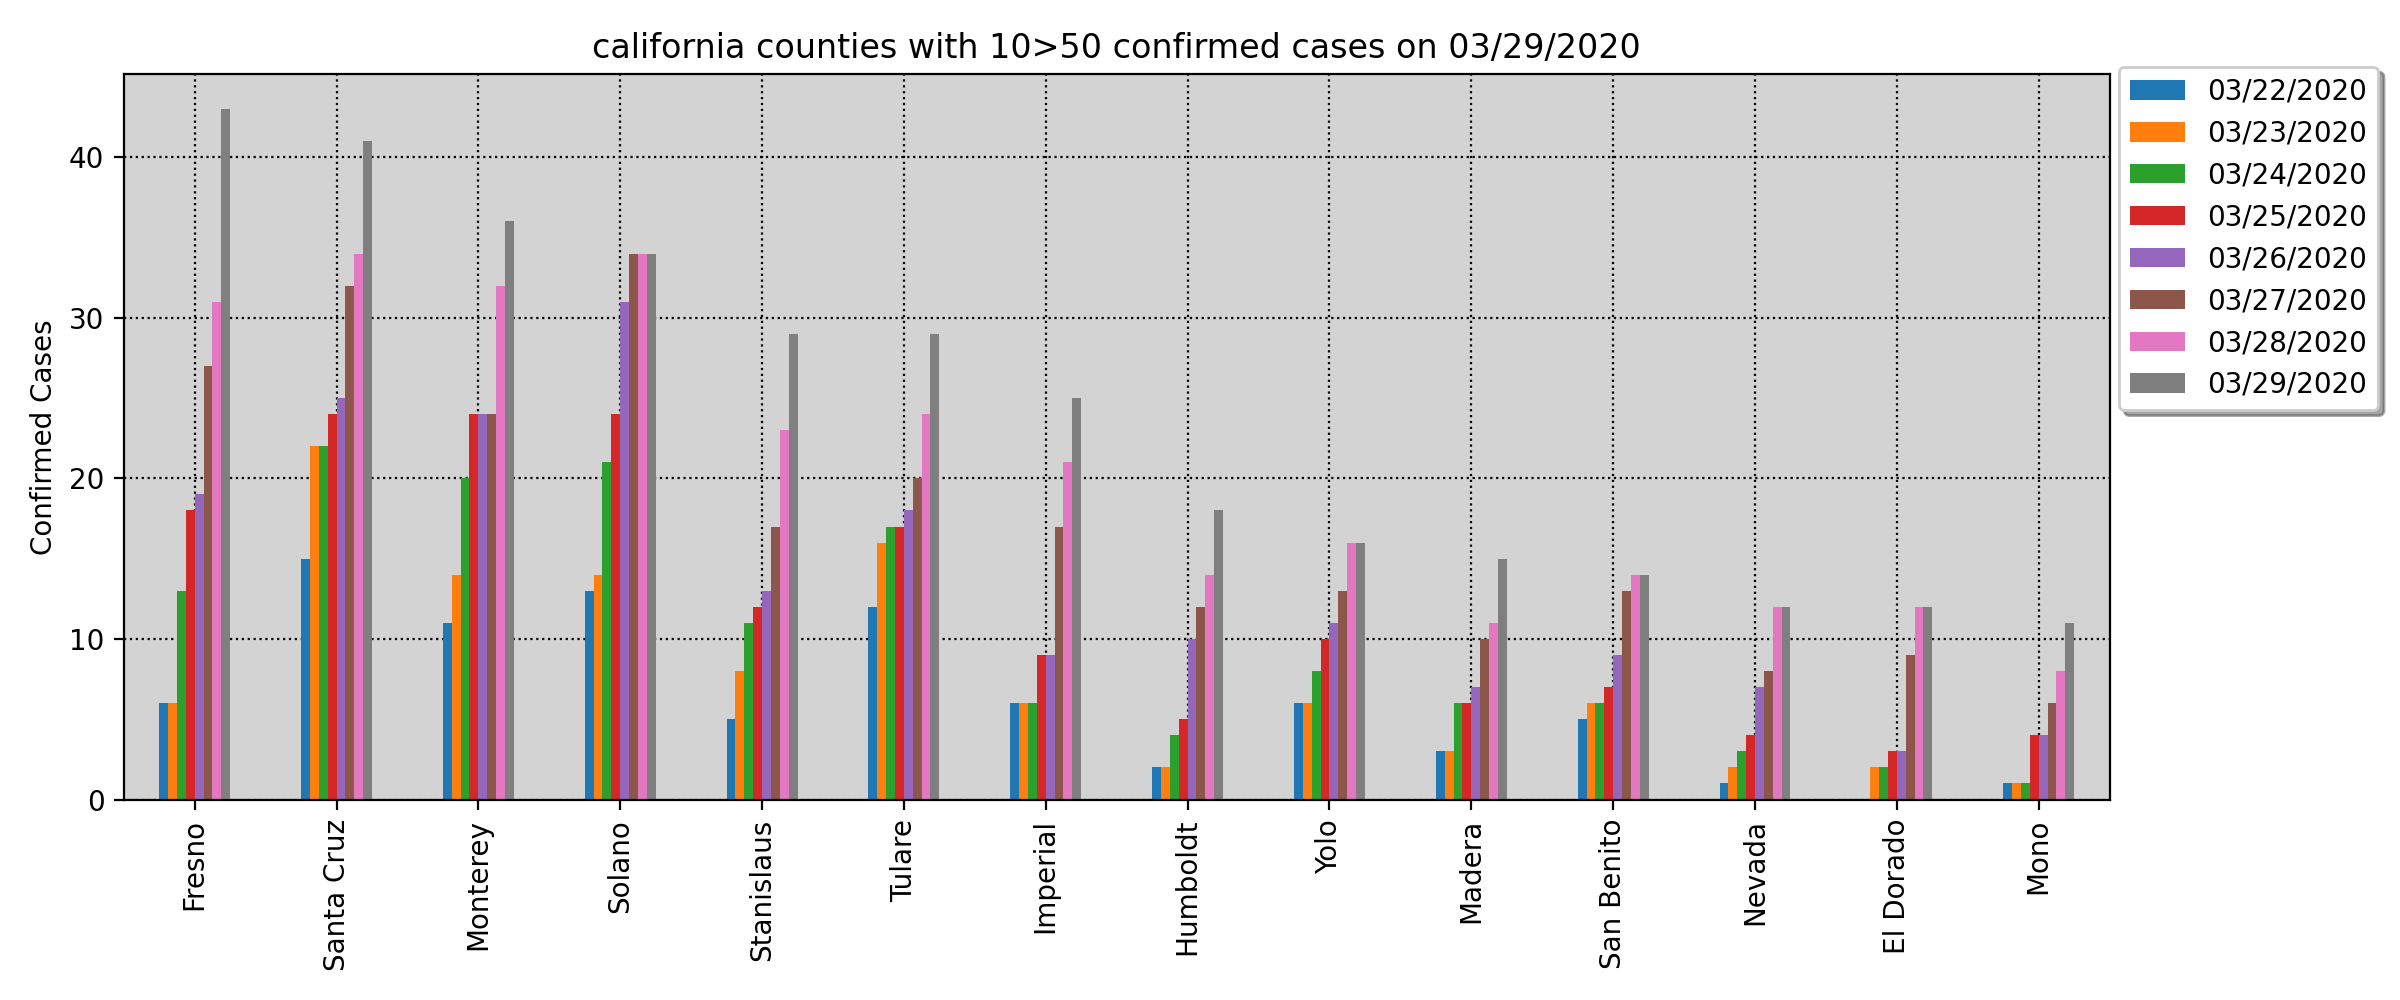 california counties with 10>50 confirmed cases on 03/29/2020
Confirmed Cases
40
30
20
10
0
Fresno
Santa Cruz
Monterey
Solano
Stanislaus
Tulare
Imperial
Humboldt
Yolo
Madera
San Benito
Nevada
El Dorado
Mono
03/22/2020
03/23/2020
03/24/2020
03/25/2020
03/26/2020
03/27/2020
03/28/2020
03/29/2020